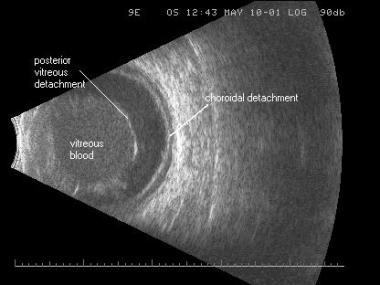 9E OS 12:43 MAY 10-01 LOG 90db
posterior
vitreous
detachment
choroidal detachment
vitreous
blood